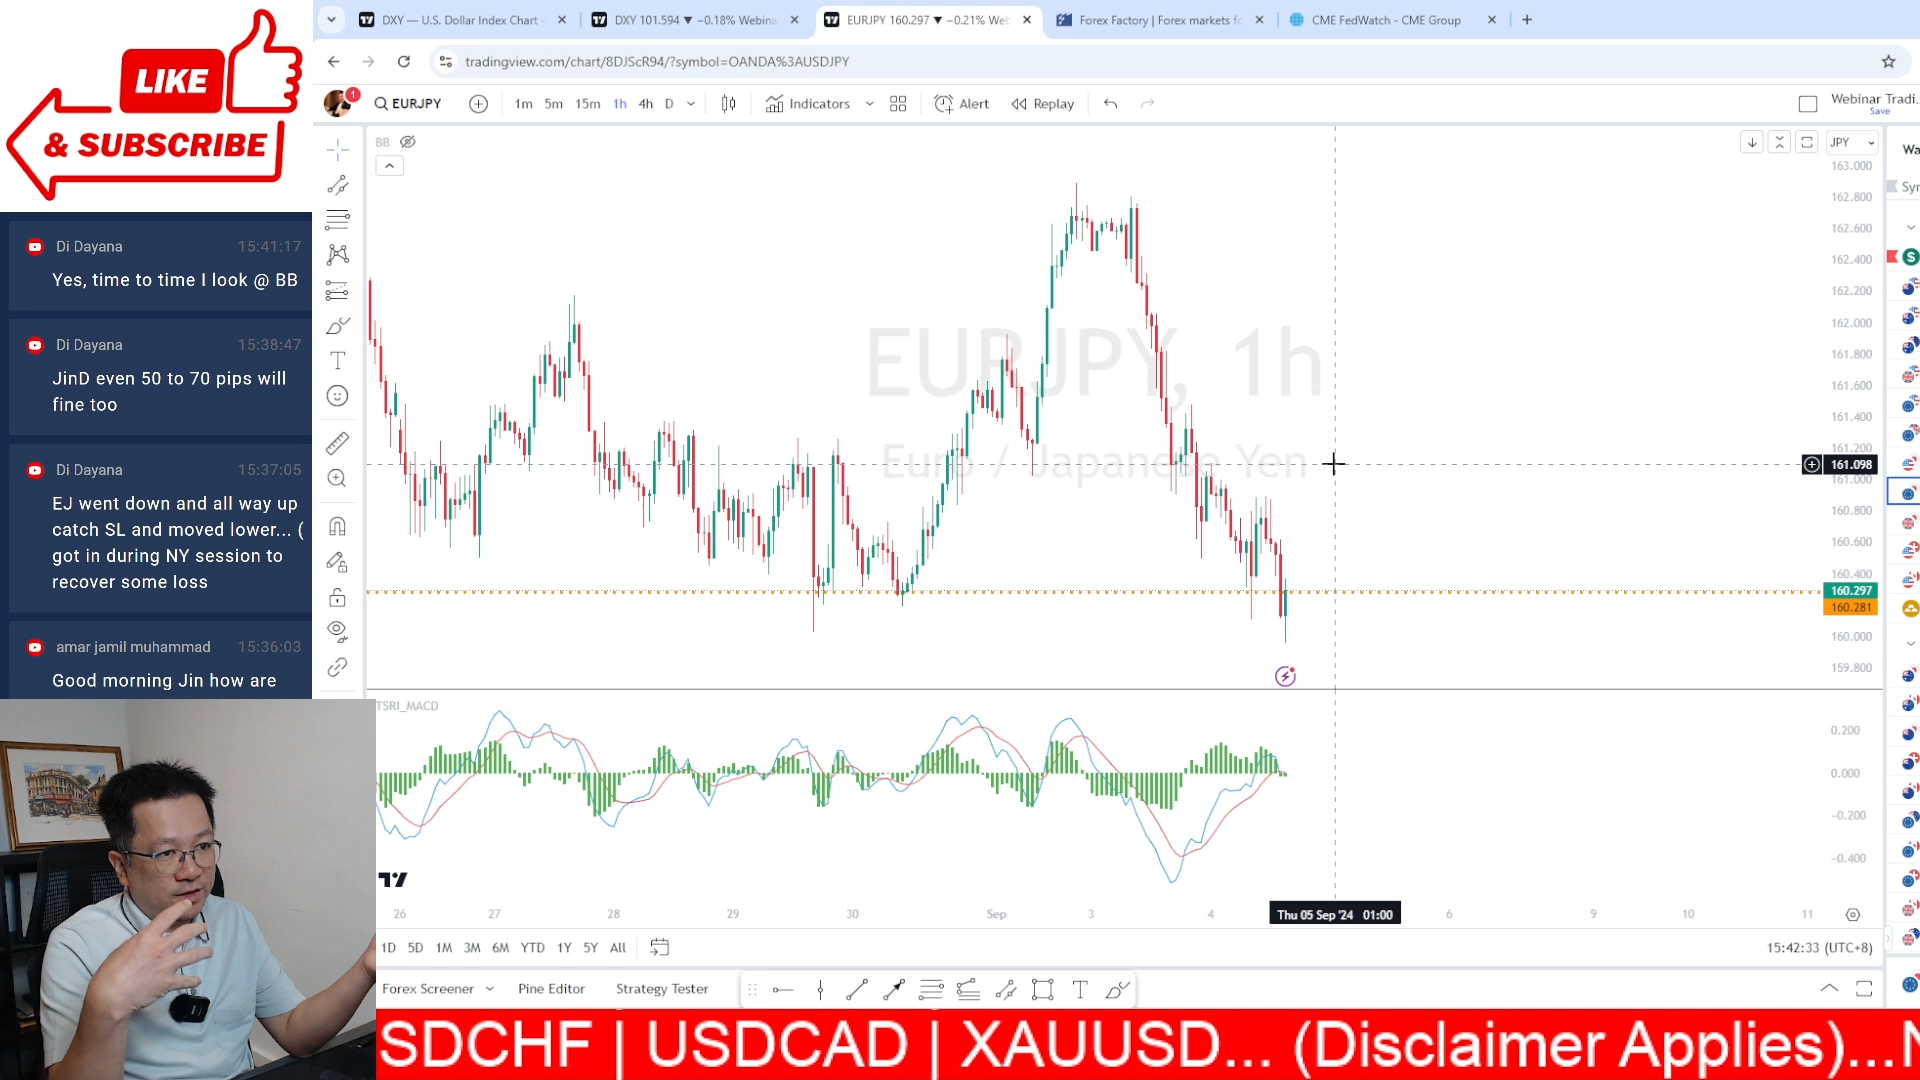 LIKE
& SUBSCRIBE
Di Dayana 15:41:17
Yes, time to time I look @ BB
Di Dayana 15:38:47
JinD even 50 to 70 pips will
fine too
Di Dayana 15:37:05
EJ went down and all way up
catch SL and moved lower... (
got in during NY session to
recover some loss
amar jamil muhammad 15:36:03
Good morning Jin how are
DXY — U.S. Dollar Index Chart -
DXY 101.594 ▼ −0.18% Webina
EURJPY 160.297 ▼ −0.21% We
Forex Factory | Forex markets fo
CME FedWatch - CME Group
tradingview.com/chart/8DJScR94/?symbol=OANDA%3AUSDJPY
1
EURJPY
1m 5m 15m 1h 4h D
Indicators
Alert
Replay
Webinar Tradi...
Save
BB
JPY
Wa
Syr
EURJPY, 1h
Euro / Japanese Yen
163.000
162.800
162.600
162.400
162.200
162.000
161.800
161.600
161.400
161.200
161.098
161.000
160.800
160.600
160.400
160.297
160.281
160.000
159.800
TSRI_MACD
0.200
0.000
−0.200
−0.400
26 27 28 29 30 Sep 3 4 Thu 05 Sep '24 01:00 6 9 10 11
1D 5D 1M 3M 6M YTD 1Y 5Y All
15:42:33 (UTC+8)
Forex Screener
Pine Editor
Strategy Tester
SDCHF | USDCAD | XAUUSD... (Disclaimer Applies)...N